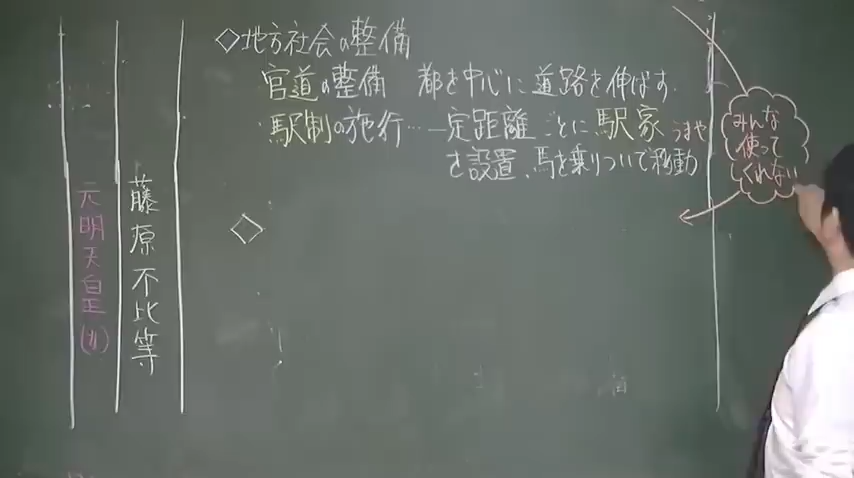 ◇地方社会の整備
官道の整備 都を中心に道路を伸ばす.
駅制の施行…一定距離ごとに駅家 うまや
を設置、馬を乗りついで移動
◇
みんな
使って
くれない
藤原不比等
元明天皇(女)